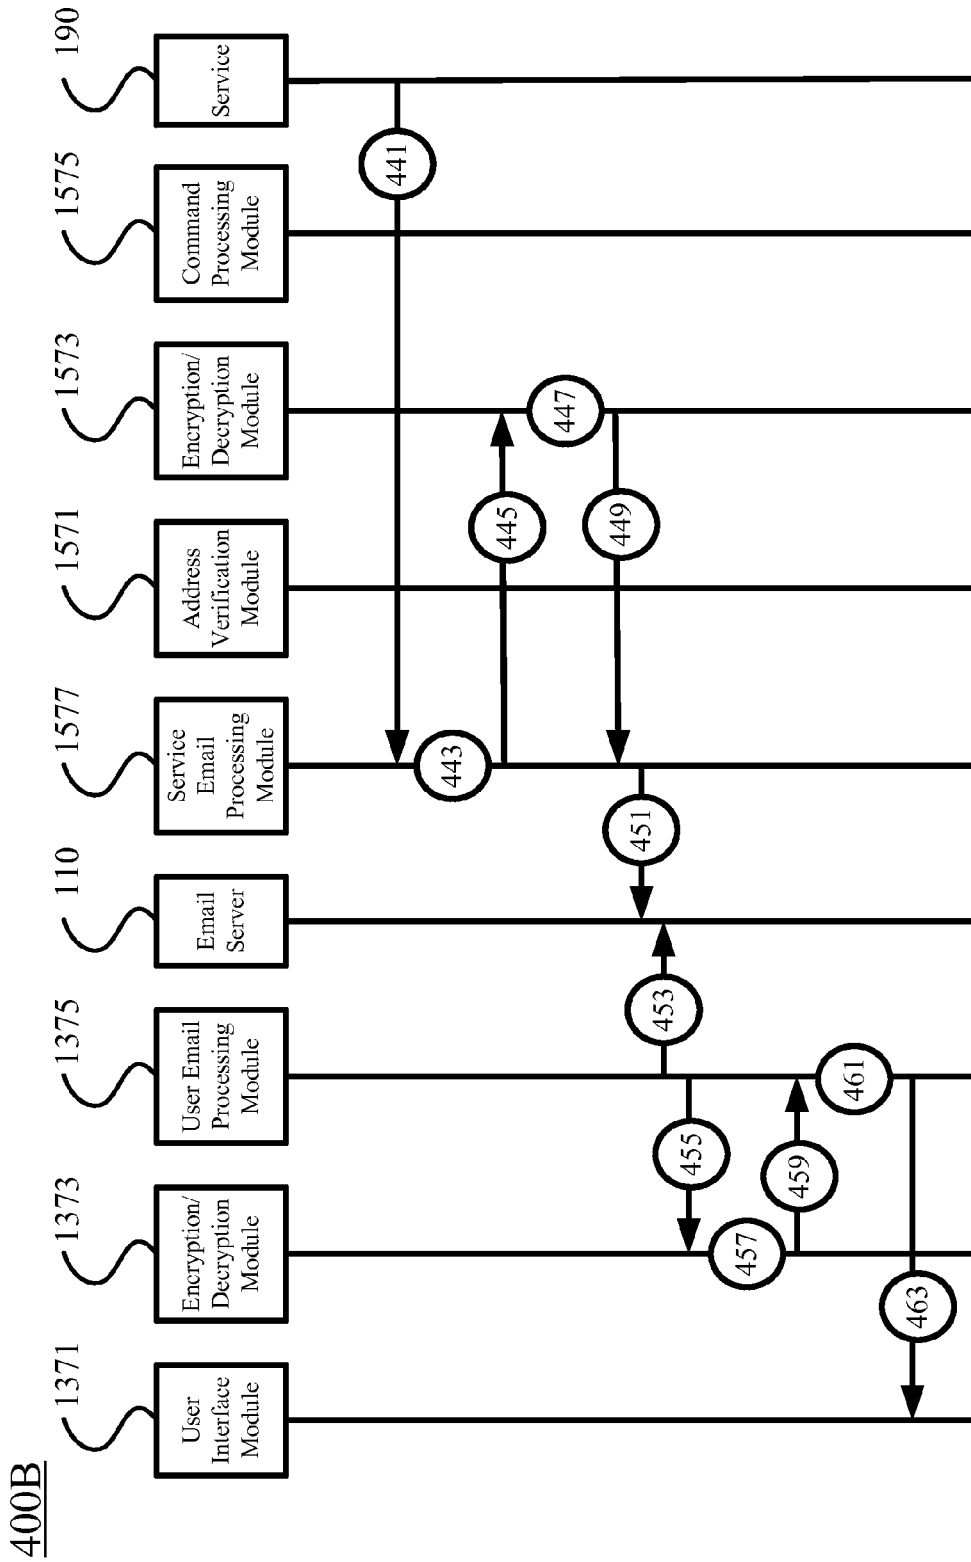 400B
1371
1373
1375
110
1577
1571
1573
1575
190
User
Interface
Module
Encryption/
Decryption
Module
User Email
Processing
Module
Email
Server
Service
Email
Processing
Module
Address
Verification
Module
Encryption/
Decryption
Module
Command
Processing
Module
Service
441
443
445
447
449
451
453
455
457
459
461
463